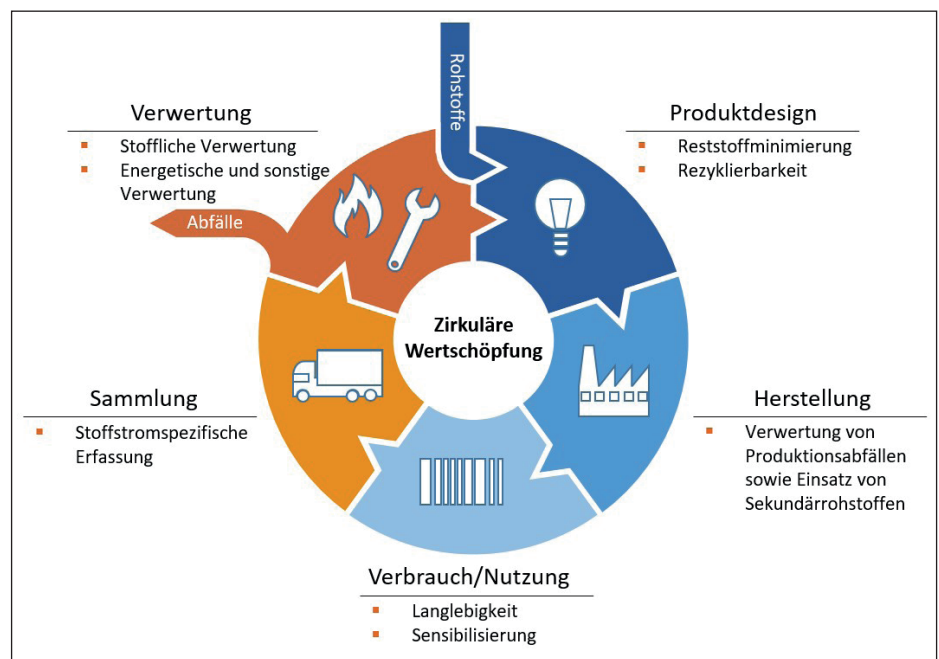 Rohstoffe
Verwertung
Stoffliche Verwertung
Energetische und sonstige
Verwertung
Abfälle
Produktdesign
Reststoffminimierung
Rezyklierbarkeit
Zirkuläre
Wertschöpfung
Sammlung
Stoffstromspezifische
Erfassung
Herstellung
Verwertung von
Produktionsabfällen
sowie Einsatz von
Sekundärrohstoffen
Verbrauch/Nutzung
Langlebigkeit
Sensibilisierung